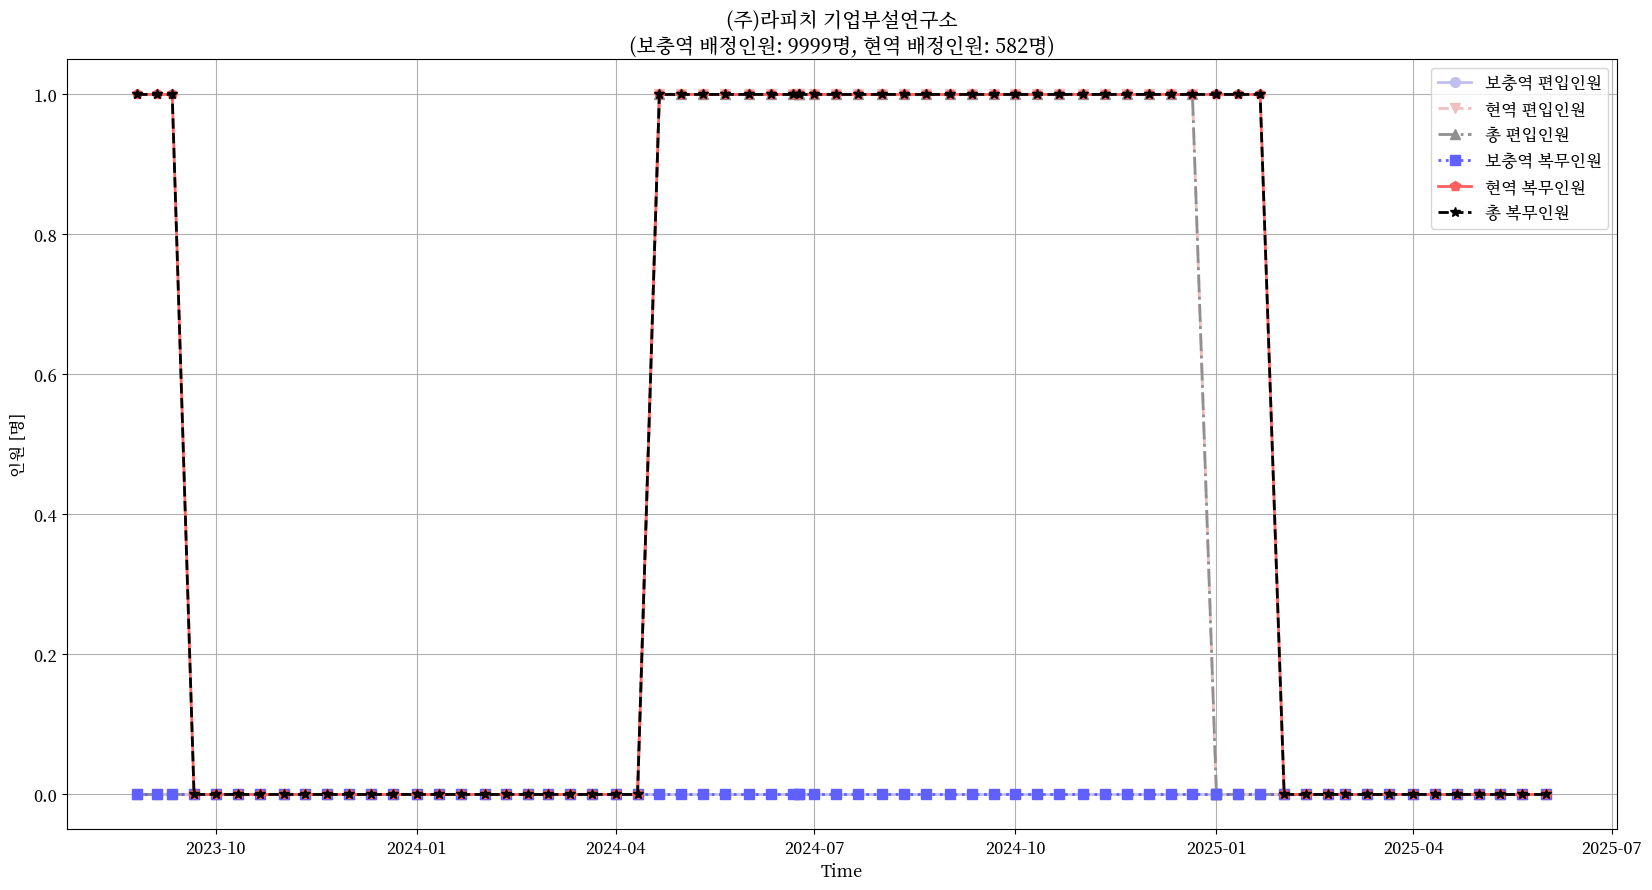 (주)라피치 기업부설연구소
(보충역 배정인원: 9999명, 현역 배정인원: 582명)
보충역 편입인원
현역 편입인원
총 편입인원
보충역 복무인원
현역 복무인원
총 복무인원
인원 [명]
1.0
0.8
0.6
0.4
0.2
0.0
2023-10
2024-01
2024-04
2024-07
2024-10
2025-01
2025-04
2025-07
Time